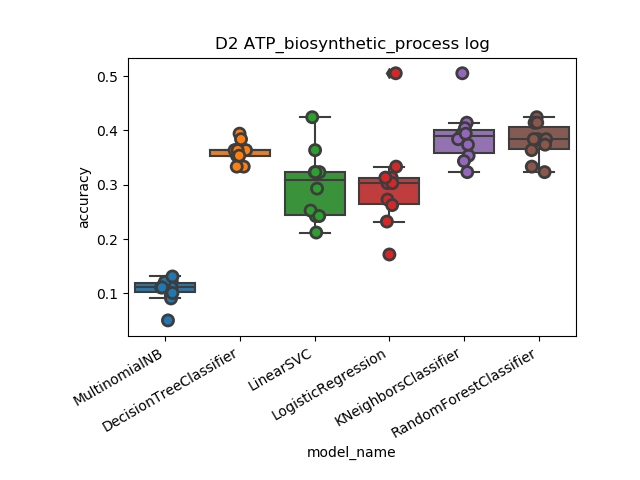 D2 ATP_biosynthetic_process log
0.5
0.4
0.3
0.2
0.1
accuracy
MultinomialNB
DecisionTreeClassifier
LinearSVC
LogisticRegression
KNeighborsClassifier
RandomForestClassifier
model_name